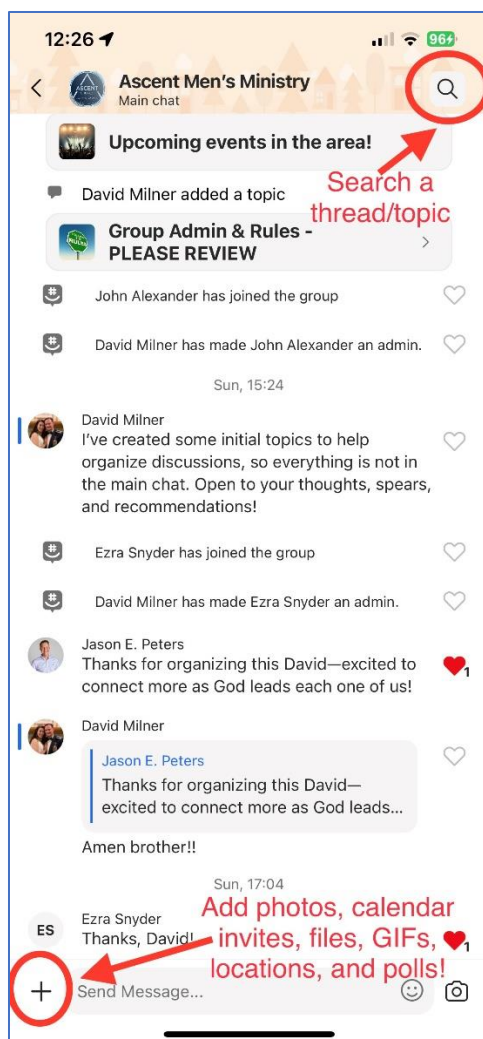 12:26
96
ASCENT
Ascent Men's Ministry
Main chat
Upcoming events in the area!
David Milner added a topic
Search a
thread/topic
RULES
Group Admin & Rules -
PLEASE REVIEW
John Alexander has joined the group
David Milner has made John Alexander an admin.
Sun, 15:24
David Milner
I've created some initial topics to help
organize discussions, so everything is not in
the main chat. Open to your thoughts, spears,
and recommendations!
Ezra Snyder has joined the group
David Milner has made Ezra Snyder an admin.
Jason E. Peters
Thanks for organizing this David—excited to
connect more as God leads each one of us!
1
David Milner
Jason E. Peters
Thanks for organizing this David—
excited to connect more as God leads...
Amen brother!!
Sun, 17:04
ES
Ezra Snyder
Thanks, David!
1
Add photos, calendar
invites, files, GIFs,
locations, and polls!
Send Message...